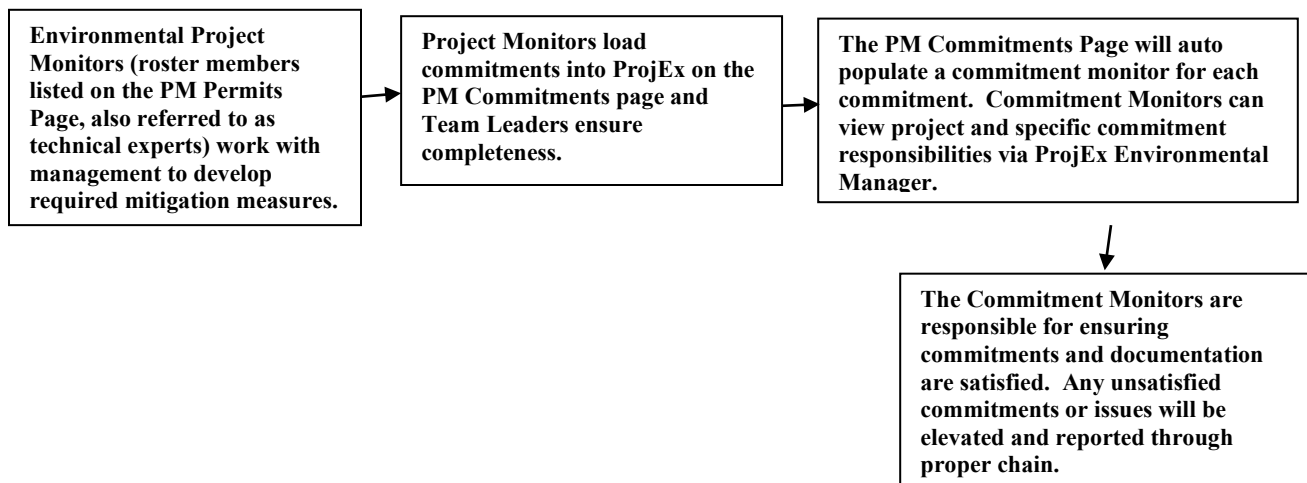 Environmental Project
Monitors (roster members
listed on the PM Permits
Page, also referred to as
technical experts) work with
management to develop
required mitigation measures.
Project Monitors load
commitments into ProjEx on the
PM Commitments page and
Team Leaders ensure
completeness.
The PM Commitments Page will auto
populate a commitment monitor for each
commitment.  Commitment Monitors can
view project and specific commitment
responsibilities via ProjEx Environmental
Manager.
The Commitment Monitors are
responsible for ensuring
commitments and documentation
are satisfied.  Any unsatisfied
commitments or issues will be
elevated and reported through
proper chain.